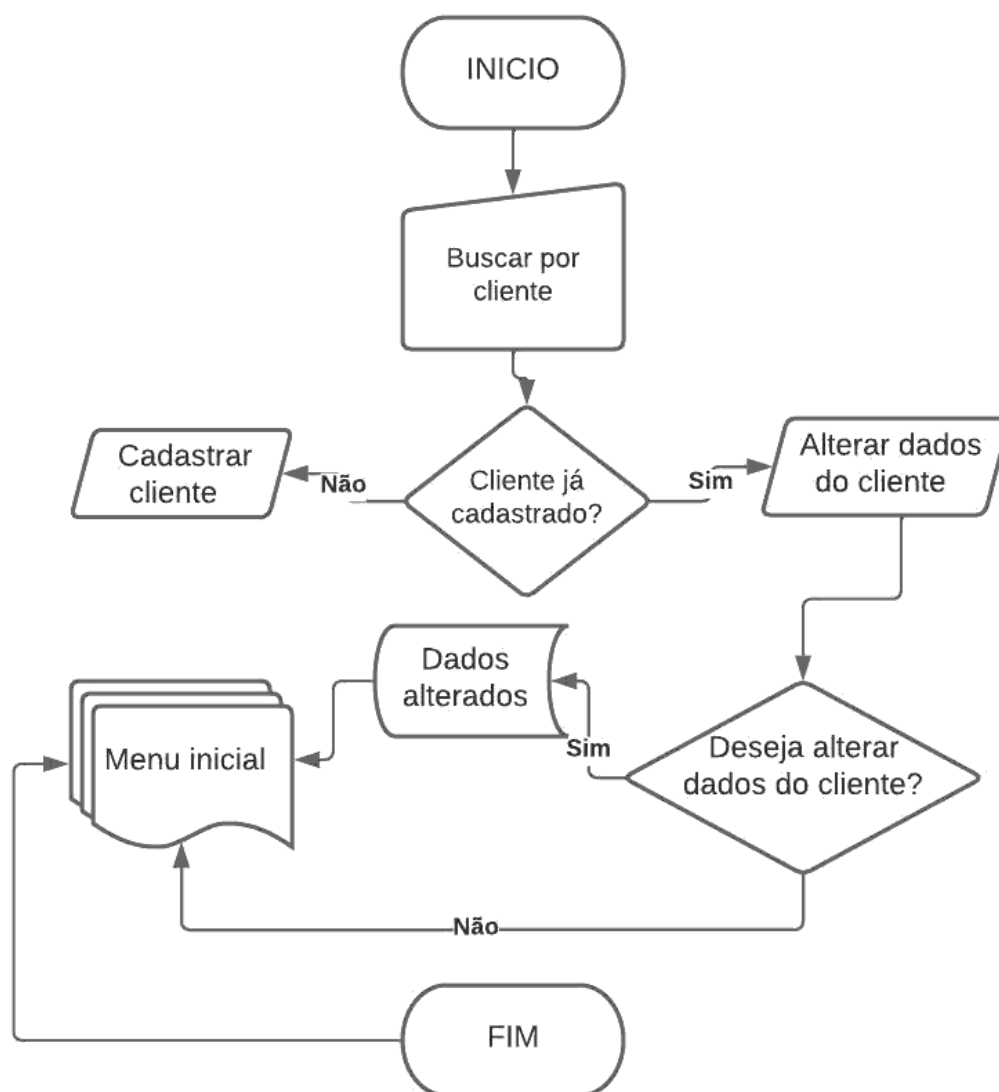 INICIO
Buscar por
cliente
Cliente já
cadastrado?
Não
Cadastrar
cliente
Sim
Alterar dados
do cliente
Deseja alterar
dados do cliente?
Sim
Dados
alterados
Menu inicial
Não
FIM